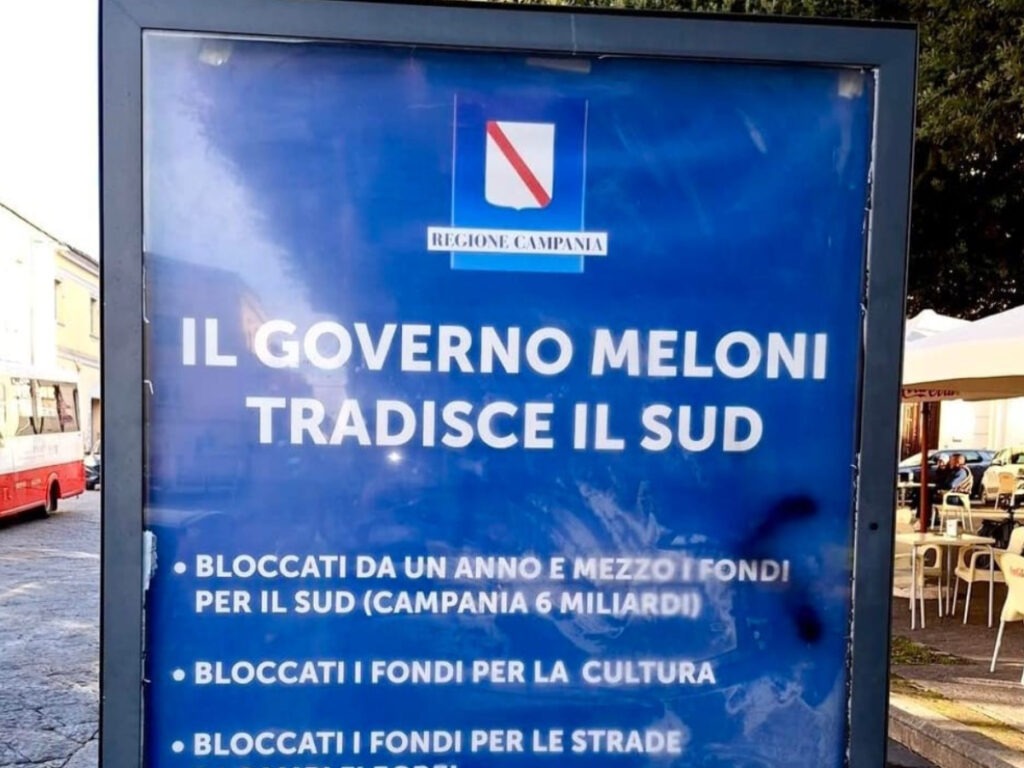 REGIONE CAMPANIA
IL GOVERNO MELONI
TRADISCE IL SUD
• BLOCCATI DA UN ANNO E MEZZO I FONDI
PER IL SUD (CAMPANIA 6 MILIARDI)
• BLOCCATI I FONDI PER LA CULTURA
• BLOCCATI I FONDI PER LE STRADE